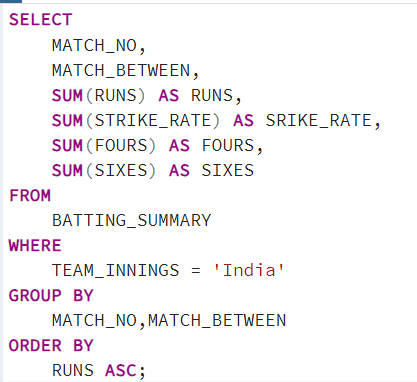 SELECT
MATCH_NO,
MATCH_BETWEEN,
SUM(RUNS) AS RUNS,
SUM(STRIKE_RATE) AS SRIKE_RATE,
SUM(FOURS) AS FOURS,
SUM(SIXES) AS SIXES
FROM
BATTING_SUMMARY
WHERE
TEAM_INNINGS = 'India'
GROUP BY
MATCH_NO,MATCH_BETWEEN
ORDER BY
RUNS ASC;